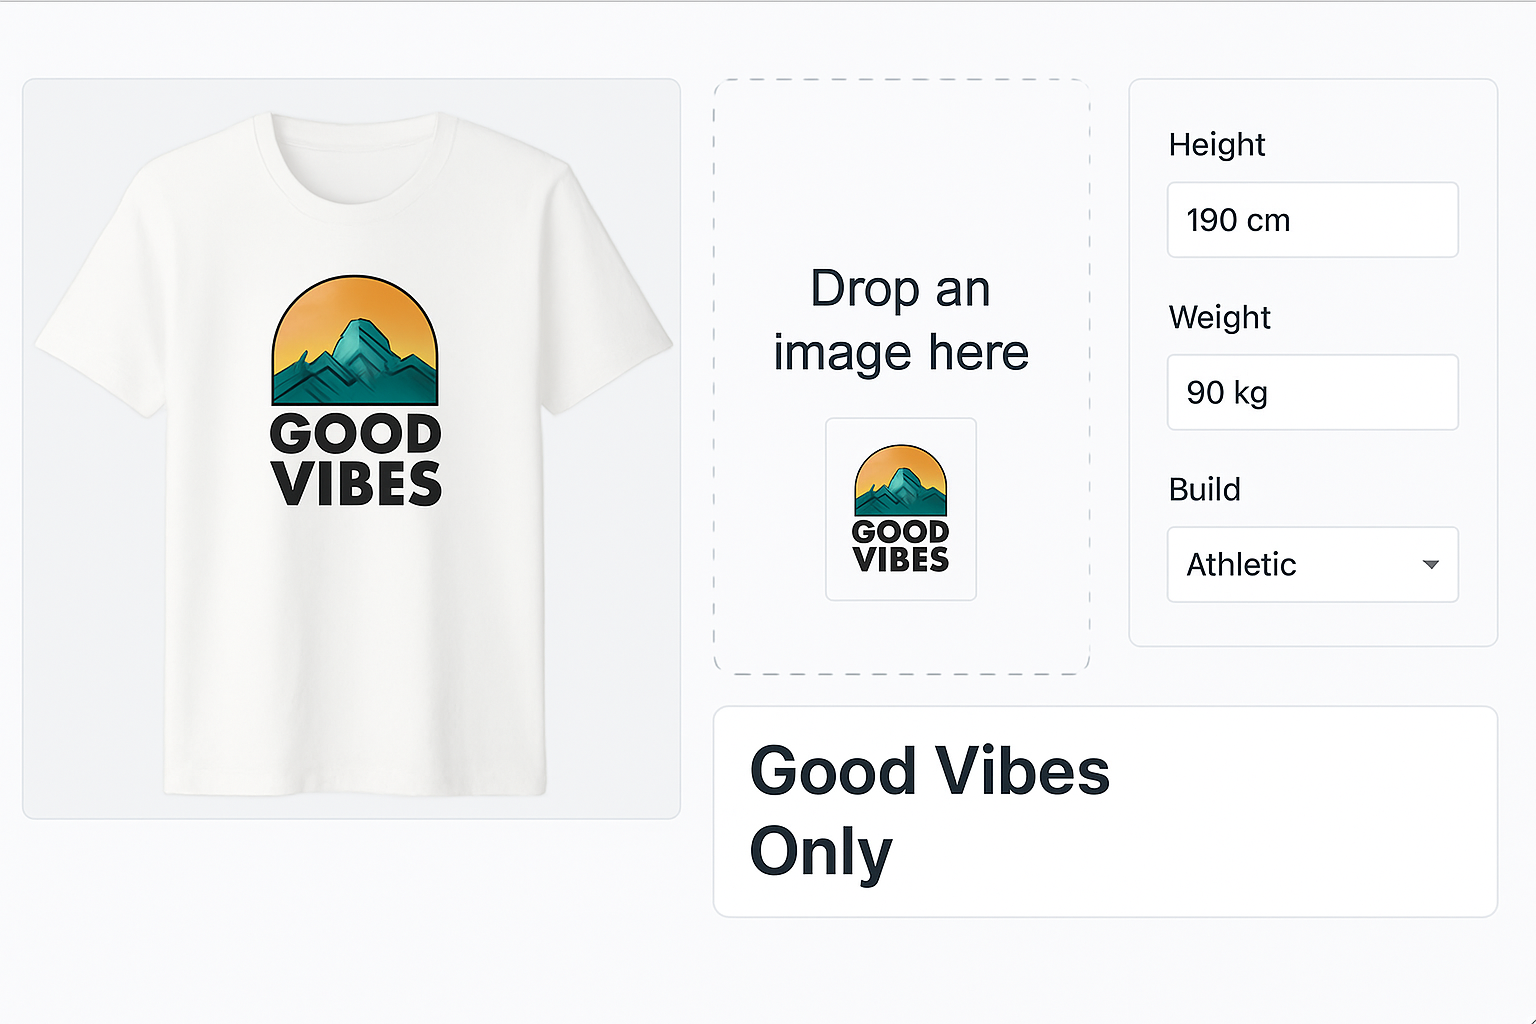 GOOD
VIBES
Drop an
image here
GOOD
VIBES
Height
190 cm
Weight
90 kg
Build
Athletic
Good Vibes
Only